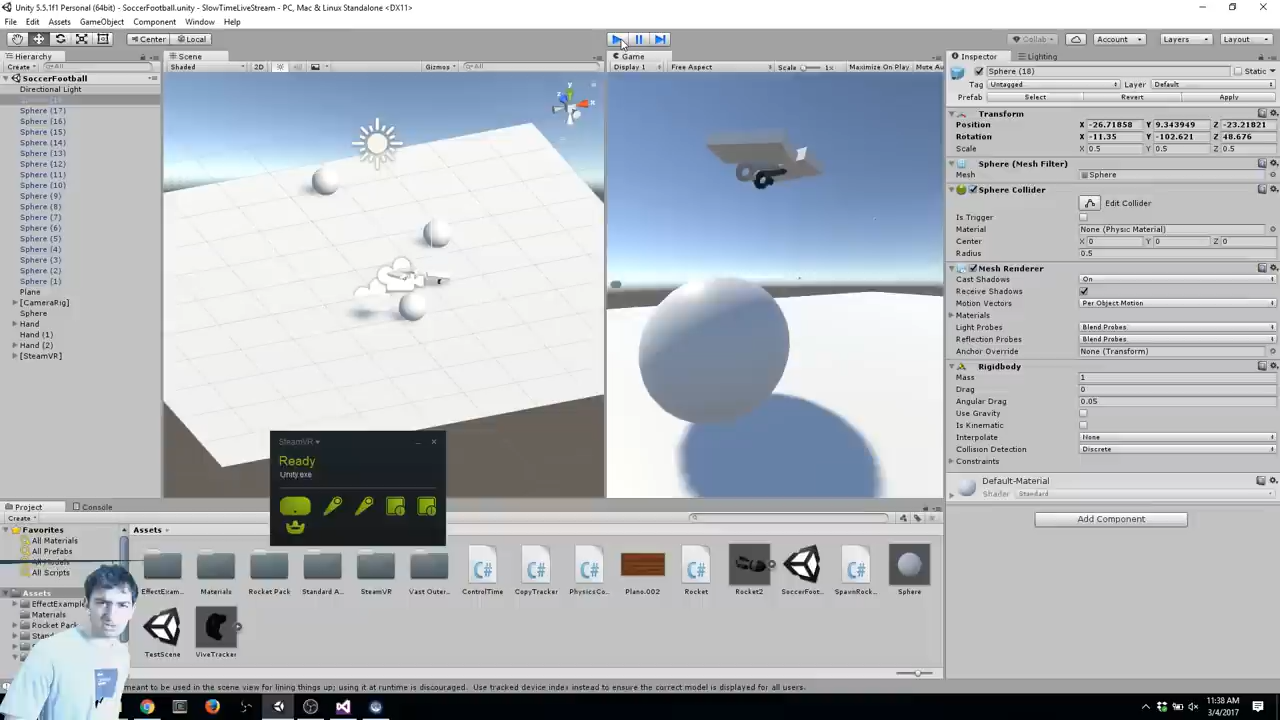 Unity 5.5.1f1 Personal (64bit) - SoccerFootball.unity - SlowTimeLiveStream - PC, Mac & Linux Standalone <DX11>
File Edit Assets GameObject Component Window Help
Center Local
Collab Account Layers Layout
Hierarchy
Create All
SoccerFootball
Directional Light
Sphere (17)
Sphere (16)
Sphere (15)
Sphere (14)
Sphere (13)
Sphere (12)
Sphere (11)
Sphere (10)
Sphere (9)
Sphere (8)
Sphere (7)
Sphere (6)
Sphere (5)
Sphere (4)
Sphere (3)
Sphere (2)
Sphere (1)
Plane
[CameraRig]
Sphere
Hand
Hand (1)
Hand (2)
[SteamVR]
Scene
Shaded 2D Gizmos All
Game
Display 1 Free Aspect Scale 1x Maximize On Play Mute Au
SteamVR
Ready
Unity.exe
Inspector Lighting
Sphere (18) Static
Tag Untagged Layer Default
Prefab Select Revert Apply
Transform
Position X -26.71858 Y 9.343949 Z -23.21821
Rotation X -11.35 Y -102.621 Z 48.676
Scale X 0.5 Y 0.5 Z 0.5
Sphere (Mesh Filter)
Mesh Sphere
Sphere Collider
Edit Collider
Is Trigger
Material None (Physic Material)
Center X 0 Y 0 Z 0
Radius 0.5
Mesh Renderer
Cast Shadows On
Receive Shadows
Motion Vectors Per Object Motion
Materials
Light Probes Blend Probes
Reflection Probes Blend Probes
Anchor Override None (Transform)
Rigidbody
Mass 1
Drag 0
Angular Drag 0.05
Use Gravity
Is Kinematic
Interpolate None
Collision Detection Discrete
Constraints
Default-Material
Shader Standard
Add Component
Project Console
Create
Favorites
All Materials
All Prefabs
All Scripts
Assets
EffectExample
Materials
Rocket Pack
Assets
EffectExam... Materials Rocket Pack Standard A... SteamVR Vast Outer... ControlTime CopyTracker PhysicsCo... Plano.002 Rocket Rocket2 SoccerFoot... SpawnRock... Sphere
TestScene ViveTracker
meant to be used in the scene view for lining things up; using it at runtime is discouraged. Use tracked device index instead to ensure the correct model is displayed for all users.
11:38 AM
3/4/2017